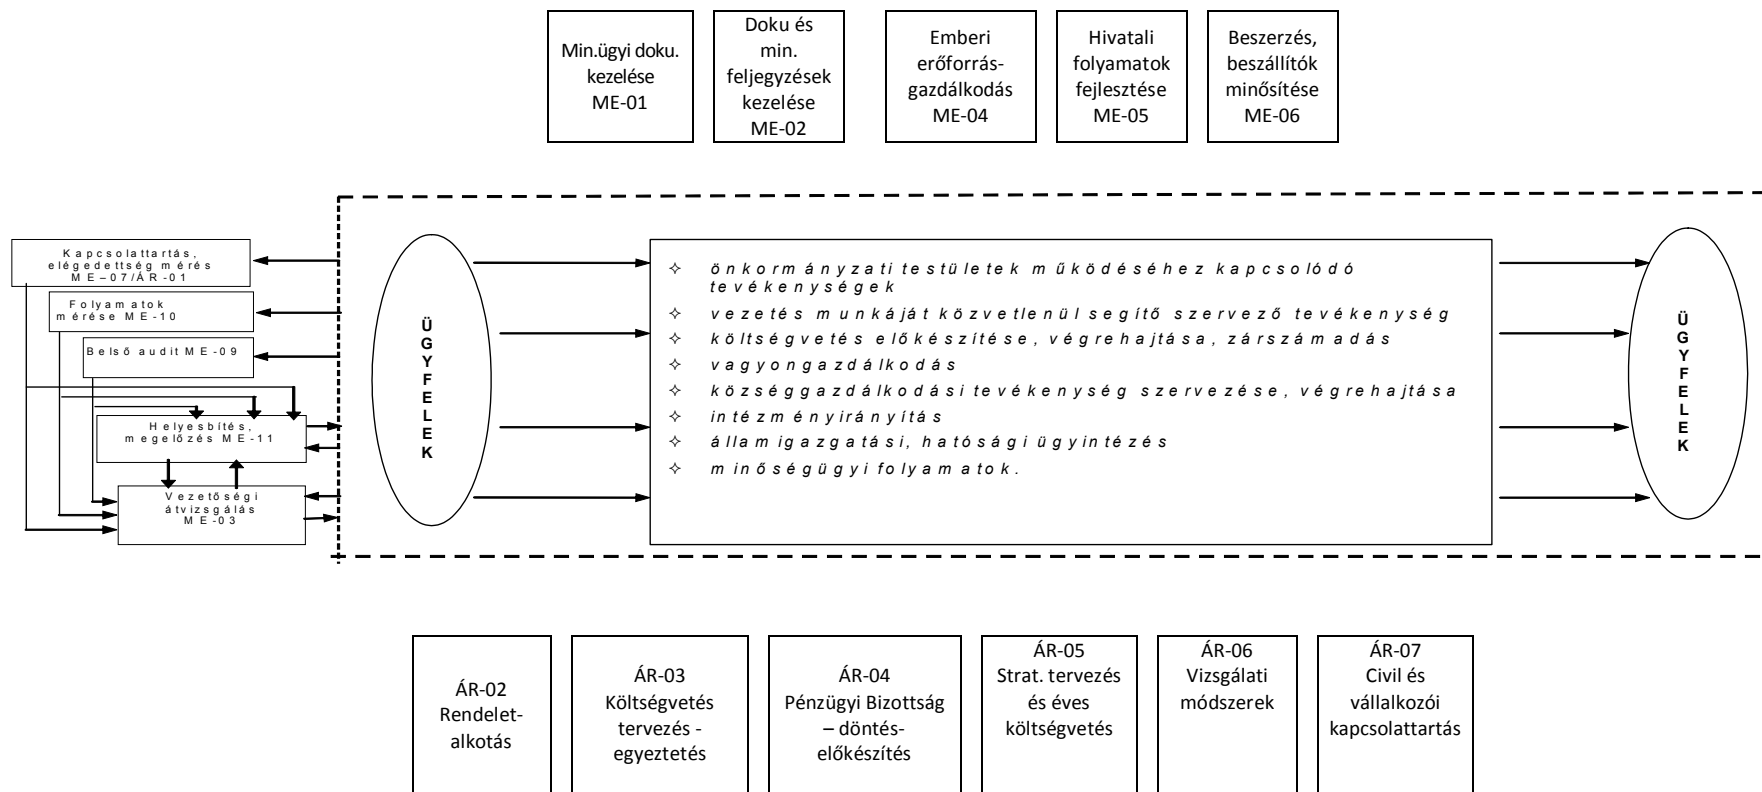 Min.ügyi doku.
kezelése
ME-01
Doku és
min.
feljegyzések
kezelése
ME-02
Emberi
erőforrás-
gazdálkodás
ME-04
Hivatali
folyamatok
fejlesztése
ME-05
Beszerzés,
beszállítók
minősítése
ME-06
Kapcsolattartás,
elégedettség mérés
ME–07/ÁR-01
Folyamatok
mérése ME-10
Belső audit ME-09
Helyesbítés,
megelőzés ME-11
Vezetőségi
átvizsgálás
ME-03
ÜGYFELEK
✧ önkormányzati testületek működéséhez kapcsolódó
tevékenységek
✧ vezetés munkáját közvetlenül segítő szervező tevékenység
✧ költségvetés előkészítése, végrehajtása, zárszámadás
✧ vagyongazdálkodás
✧ községgazdálkodási tevékenység szervezése, végrehajtása
✧ intézményirányítás
✧ államigazgatási, hatósági ügyintézés
✧ minőségügyi folyamatok.
ÜGYFELEK
ÁR-02
Rendelet-
alkotás
ÁR-03
Költségvetés
tervezés -
egyeztetés
ÁR-04
Pénzügyi Bizottság
– döntés-
előkészítés
ÁR-05
Strat. tervezés
és éves
költségvetés
ÁR-06
Vizsgálati
módszerek
ÁR-07
Civil és
vállalkozói
kapcsolattartás